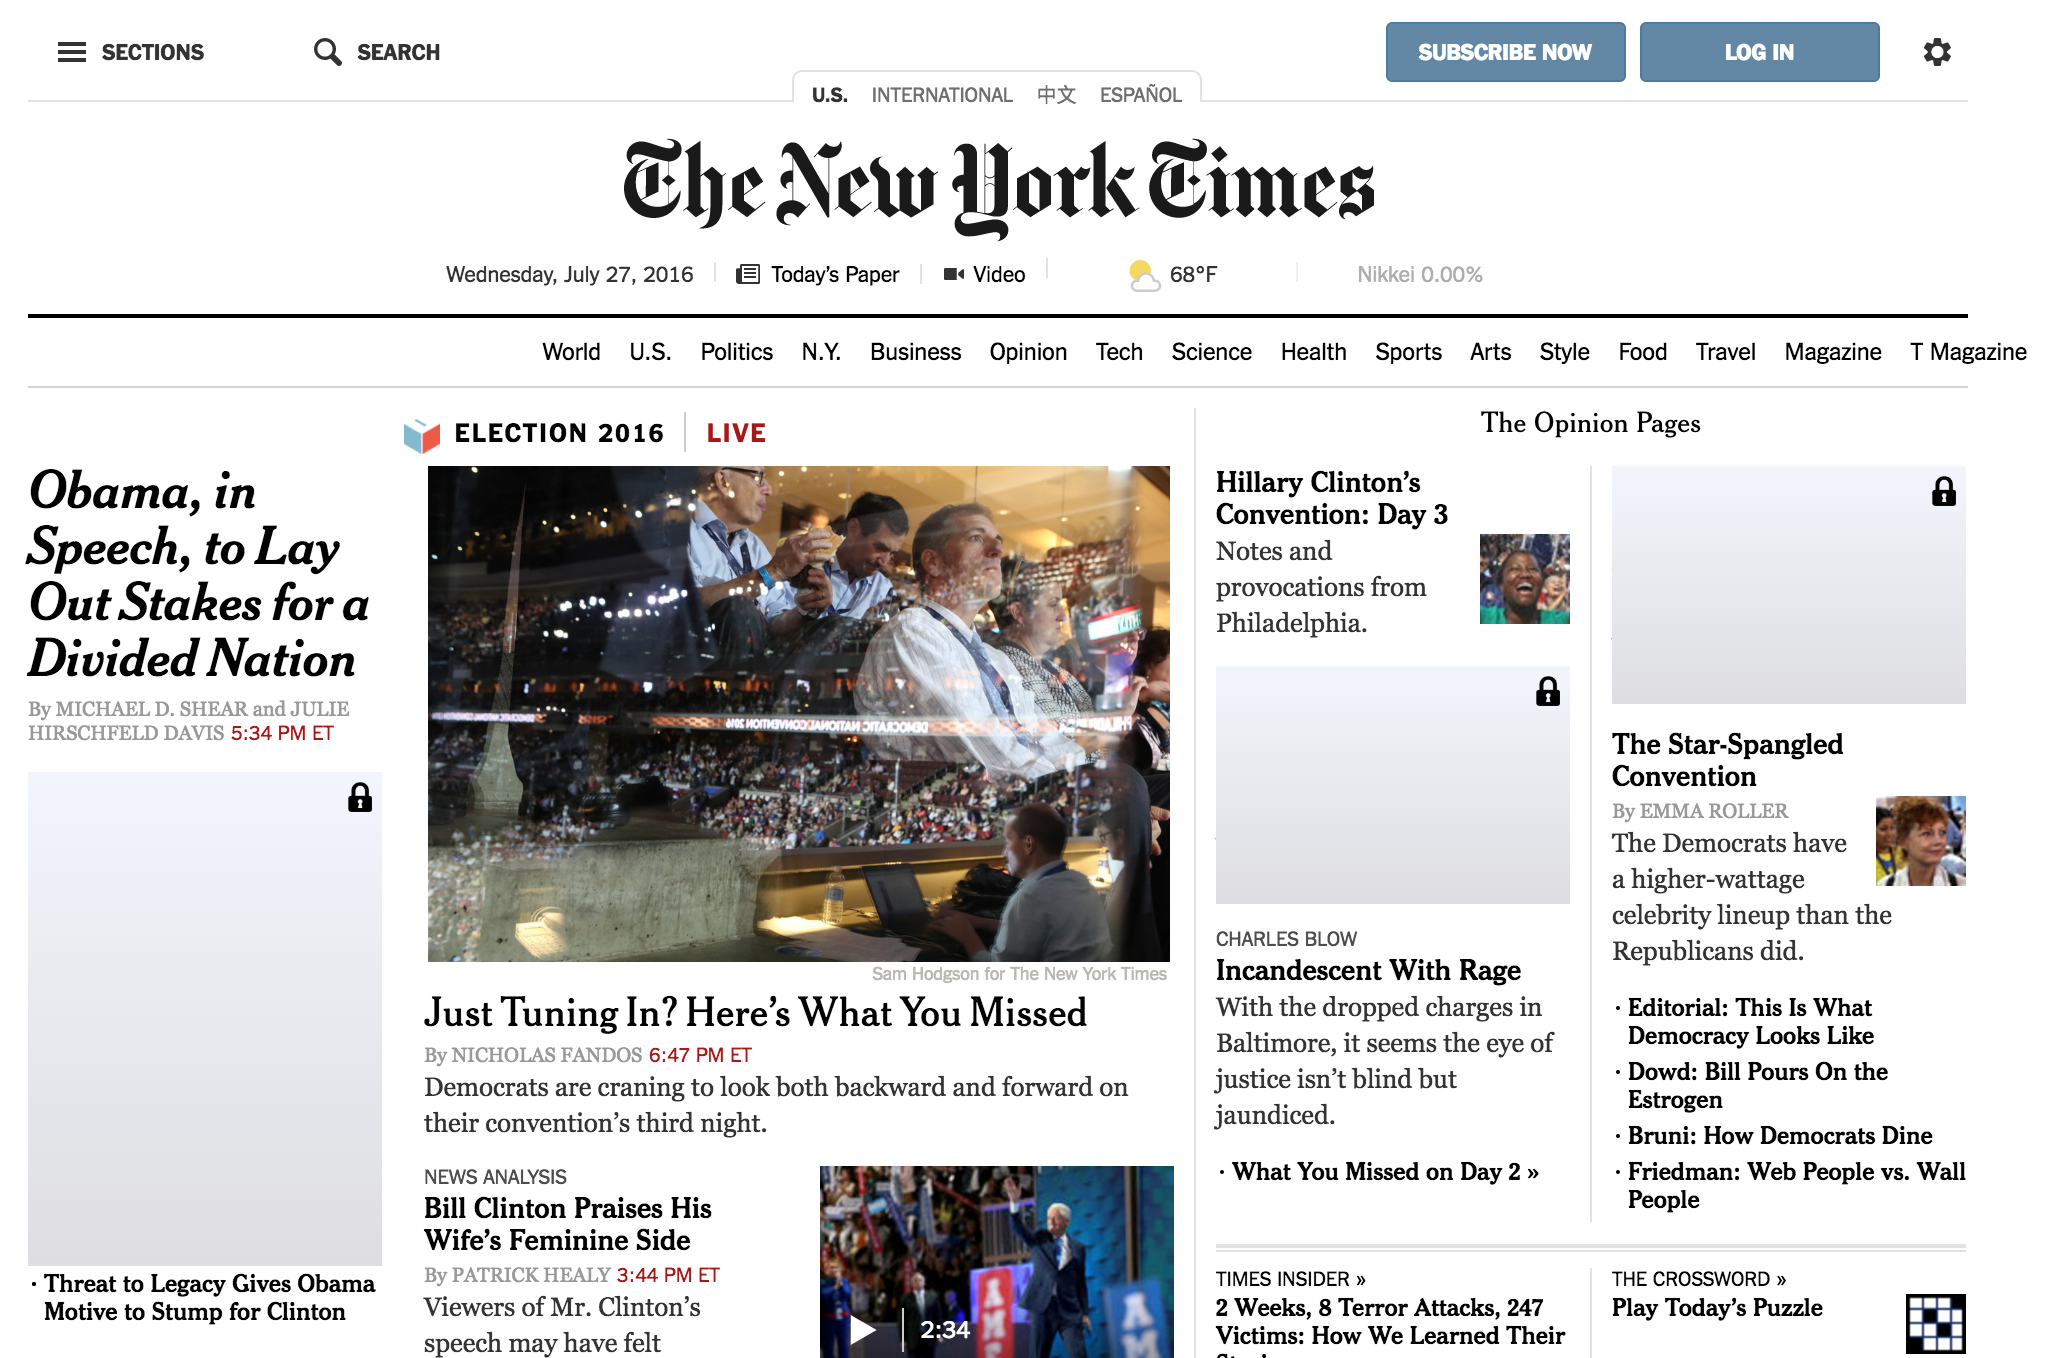 SECTIONS
SEARCH
SUBSCRIBE NOW
LOG IN
U.S.
INTERNATIONAL
中文
ESPAÑOL
The New York Times
Wednesday, July 27, 2016
Today's Paper
Video
68°F
Nikkei 0.00%
World
U.S.
Politics
N.Y.
Business
Opinion
Tech
Science
Health
Sports
Arts
Style
Food
Travel
Magazine
T Magazine
Obama, in
Speech, to Lay
Out Stakes for a
Divided Nation
By MICHAEL D. SHEAR and JULIE
HIRSCHFELD DAVIS 5:34 PM ET
· Threat to Legacy Gives Obama
Motive to Stump for Clinton
ELECTION 2016
LIVE
DEMOCRATIC NATIONAL CONVENTION 2016
Sam Hodgson for The New York Times
Just Tuning In? Here’s What You Missed
By NICHOLAS FANDOS 6:47 PM ET
Democrats are craning to look both backward and forward on
their convention’s third night.
NEWS ANALYSIS
Bill Clinton Praises His
Wife’s Feminine Side
By PATRICK HEALY 3:44 PM ET
Viewers of Mr. Clinton’s
speech may have felt
2:34
The Opinion Pages
Hillary Clinton’s
Convention: Day 3
Notes and
provocations from
Philadelphia.
CHARLES BLOW
Incandescent With Rage
With the dropped charges in
Baltimore, it seems the eye of
justice isn’t blind but
jaundiced.
· What You Missed on Day 2 »
The Star-Spangled
Convention
By EMMA ROLLER
The Democrats have
a higher-wattage
celebrity lineup than the
Republicans did.
· Editorial: This Is What
Democracy Looks Like
· Dowd: Bill Pours On the
Estrogen
· Bruni: How Democrats Dine
· Friedman: Web People vs. Wall
People
TIMES INSIDER »
2 Weeks, 8 Terror Attacks, 247
Victims: How We Learned Their
THE CROSSWORD »
Play Today’s Puzzle